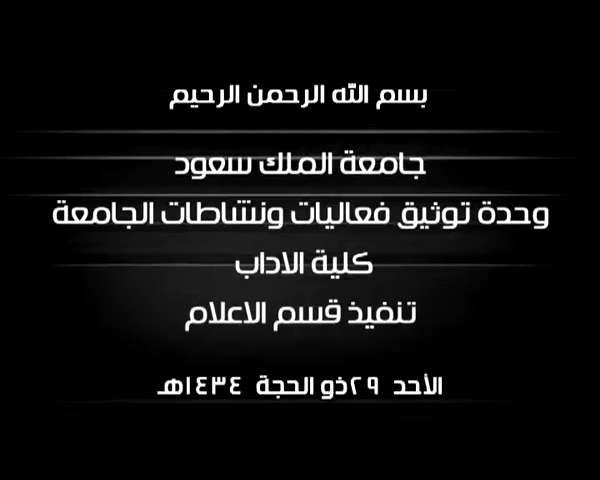 بسم الله الرحمن الرحيم
جامعة الملك سعود
وحدة توثيق فعاليات ونشاطات الجامعة
كلية الاداب
تنفيذ قسم الاعلام
الأحد ٢٩ ذو الحجة ١٤٣٤هـ